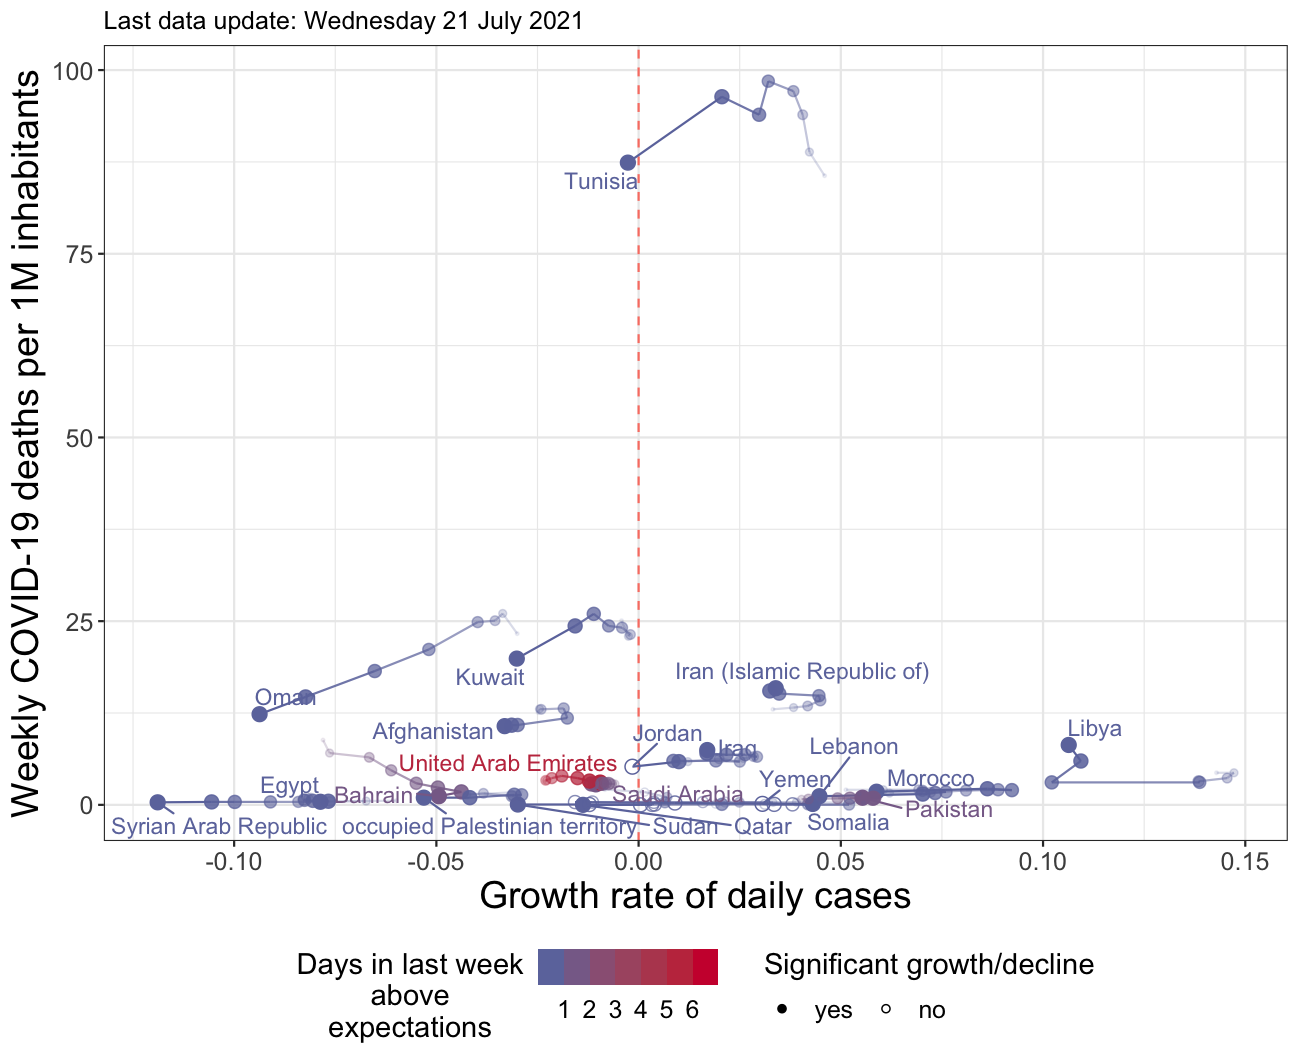 Last data update: Wednesday 21 July 2021
Weekly COVID-19 deaths per 1M inhabitants
100
75
50
25
0
Tunisia
Iran (Islamic Republic of)
Kuwait
Oman
Afghanistan
Jordan
Libya
Iraq
Lebanon
United Arab Emirates
Yemen
Morocco
Egypt
Bahrain
Saudi Arabia
Pakistan
Syrian Arab Republic
occupied Palestinian territory
Sudan
Qatar
Somalia
-0.10
-0.05
0.00
0.05
0.10
0.15
Growth rate of daily cases
Days in last week
above
expectations
1 2 3 4 5 6
Significant growth/decline
yes
no